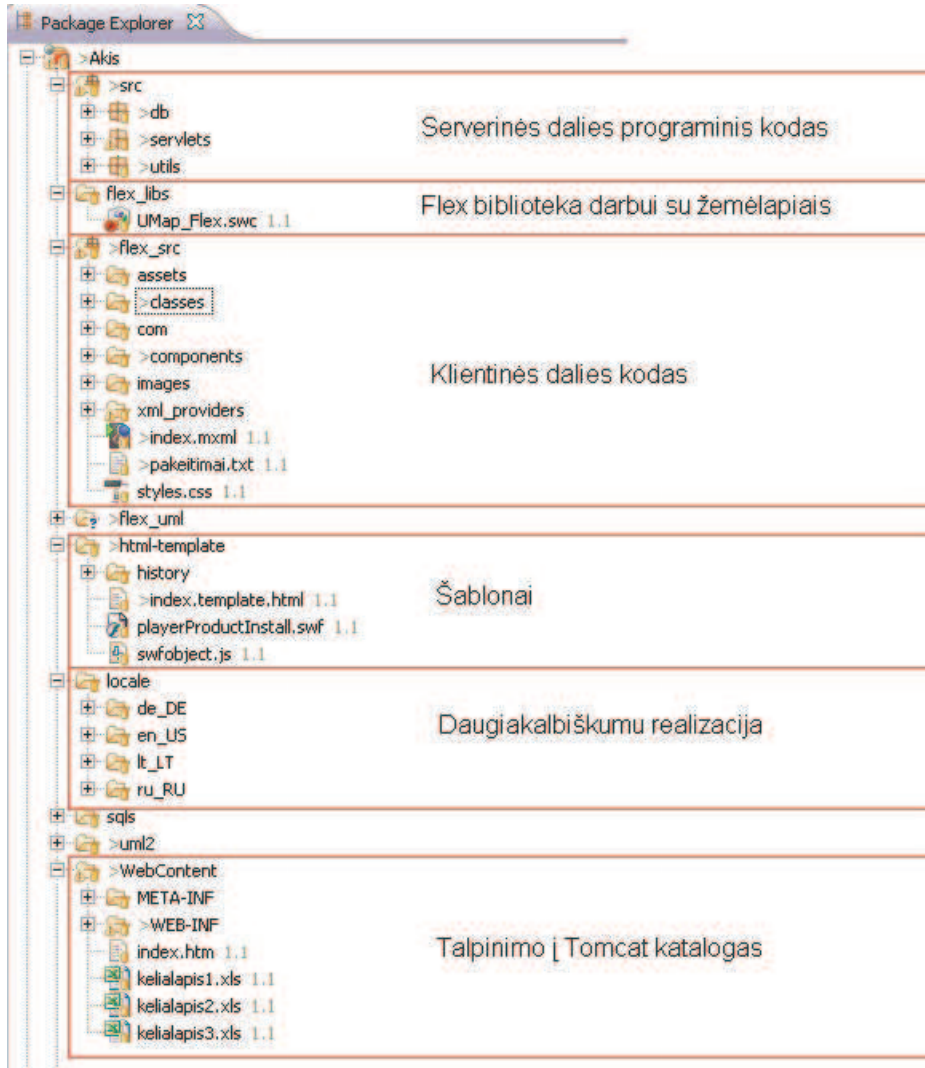 Package Explorer
>Akis
>src
>db
>servlets
>utils
Serverinės dalies programinis kodas
flex_libs
UMap_Flex.swc 1.1
Flex biblioteka darbui su žemėlapiais
>flex_src
assets
>classes
com
>components
images
xml_providers
>index.mxml 1.1
>pakeitimai.txt 1.1
styles.css 1.1
Klientinės dalies kodas
>flex_uml
>html-template
history
>index.template.html 1.1
playerProductInstall.swf 1.1
swfobject.js 1.1
Šablonai
locale
de_DE
en_US
lt_LT
ru_RU
Daugiakalbiškumu realizacija
sqls
>uml2
>WebContent
META-INF
>WEB-INF
index.htm 1.1
kelialapis1.xls 1.1
kelialapis2.xls 1.1
kelialapis3.xls 1.1
Talpinimo į Tomcat katalogas